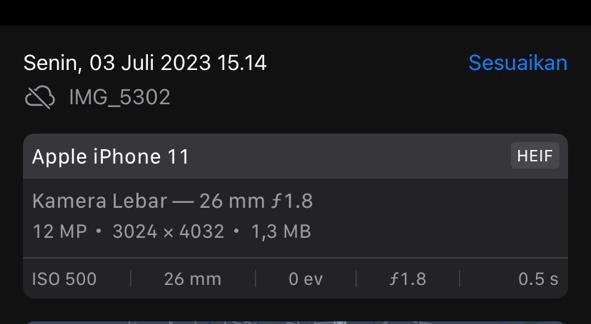 Senin, 03 Juli 2023 15.14
Sesuaikan
IMG_5302
Apple iPhone 11
HEIF
Kamera Lebar — 26 mm ƒ1.8
12 MP • 3024 × 4032 • 1,3 MB
ISO 500
26 mm
0 ev
ƒ1.8
0.5 s